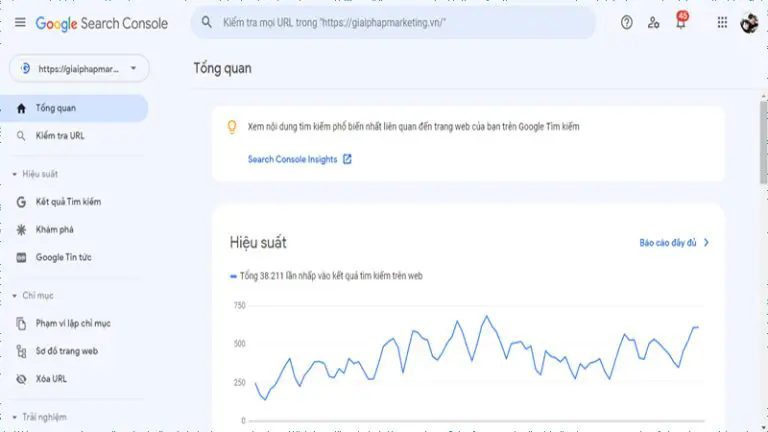 Google Search Console
Kiểm tra mọi URL trong "https://giaiphapmarketing.vn/"
45
https://giaiphapmar...
Tổng quan
Tổng quan
Kiểm tra URL
Xem nội dung tìm kiếm phổ biến nhất liên quan đến trang web của bạn trên Google Tìm kiếm
Search Console Insights
Hiệu suất
Kết quả Tìm kiếm
Khám phá
Google Tin tức
Hiệu suất
Báo cáo đầy đủ
Tổng 38.211 lần nhấp vào kết quả tìm kiếm trên web
750
500
250
0
Chỉ mục
Phạm vi lập chỉ mục
Sơ đồ trang web
Xóa URL
Trải nghiệm